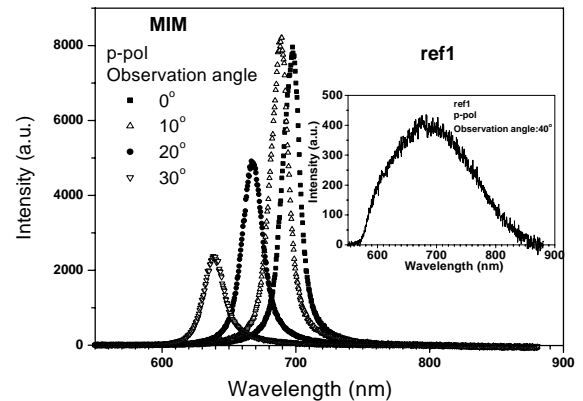 MIM
ref1
p-pol
Observation angle
0°
10°
20°
30°
Intensity (a.u.)
8000
6000
4000
2000
0
600
700
800
900
Wavelength (nm)
ref1
p-pol
Observation angle:40°
Intensity (a.u.)
500
400
300
200
100
0
600
700
800
900
Wavelength (nm)